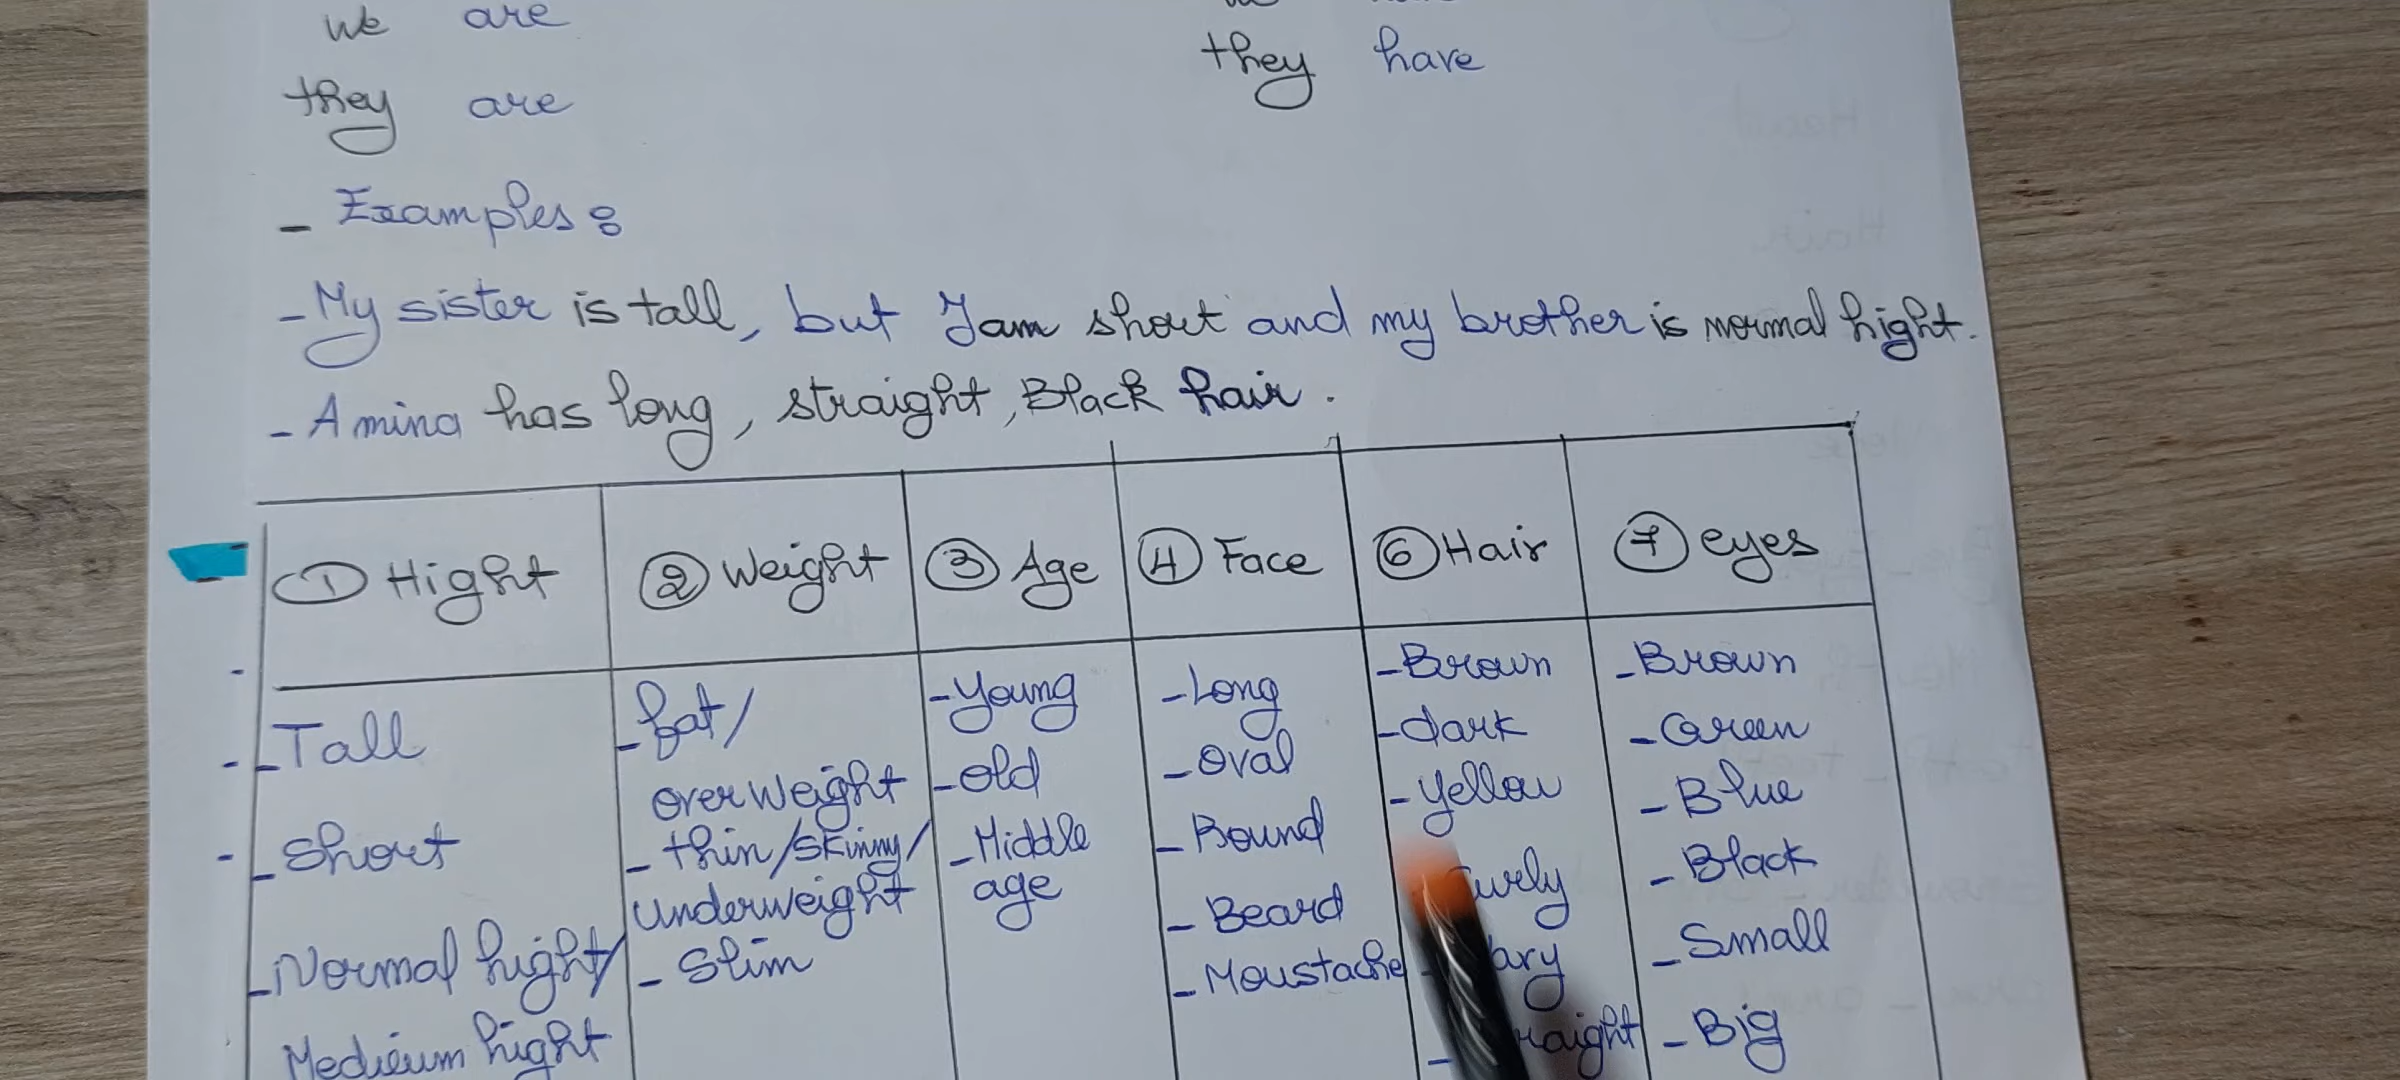 we are
they are
they have
- Examples:
- My sister is tall, but I am short and my brother is normal hight.
- Amina has long, straight, Black hair.
① Hight
② Weight
③ Age
④ Face
⑥ Hair
⑦ eyes
- Tall
- Short
- Normal hight/
Medium hight
- fat/
overweight
- thin/skinny/
underweight
- Slim
- Young
- Old
- Middle
age
- Long
- Oval
- Round
- Beard
- Moustache
- Brown
- dark
- yellow
- Brown
- Green
- Blue
- Black
- Small
- Big